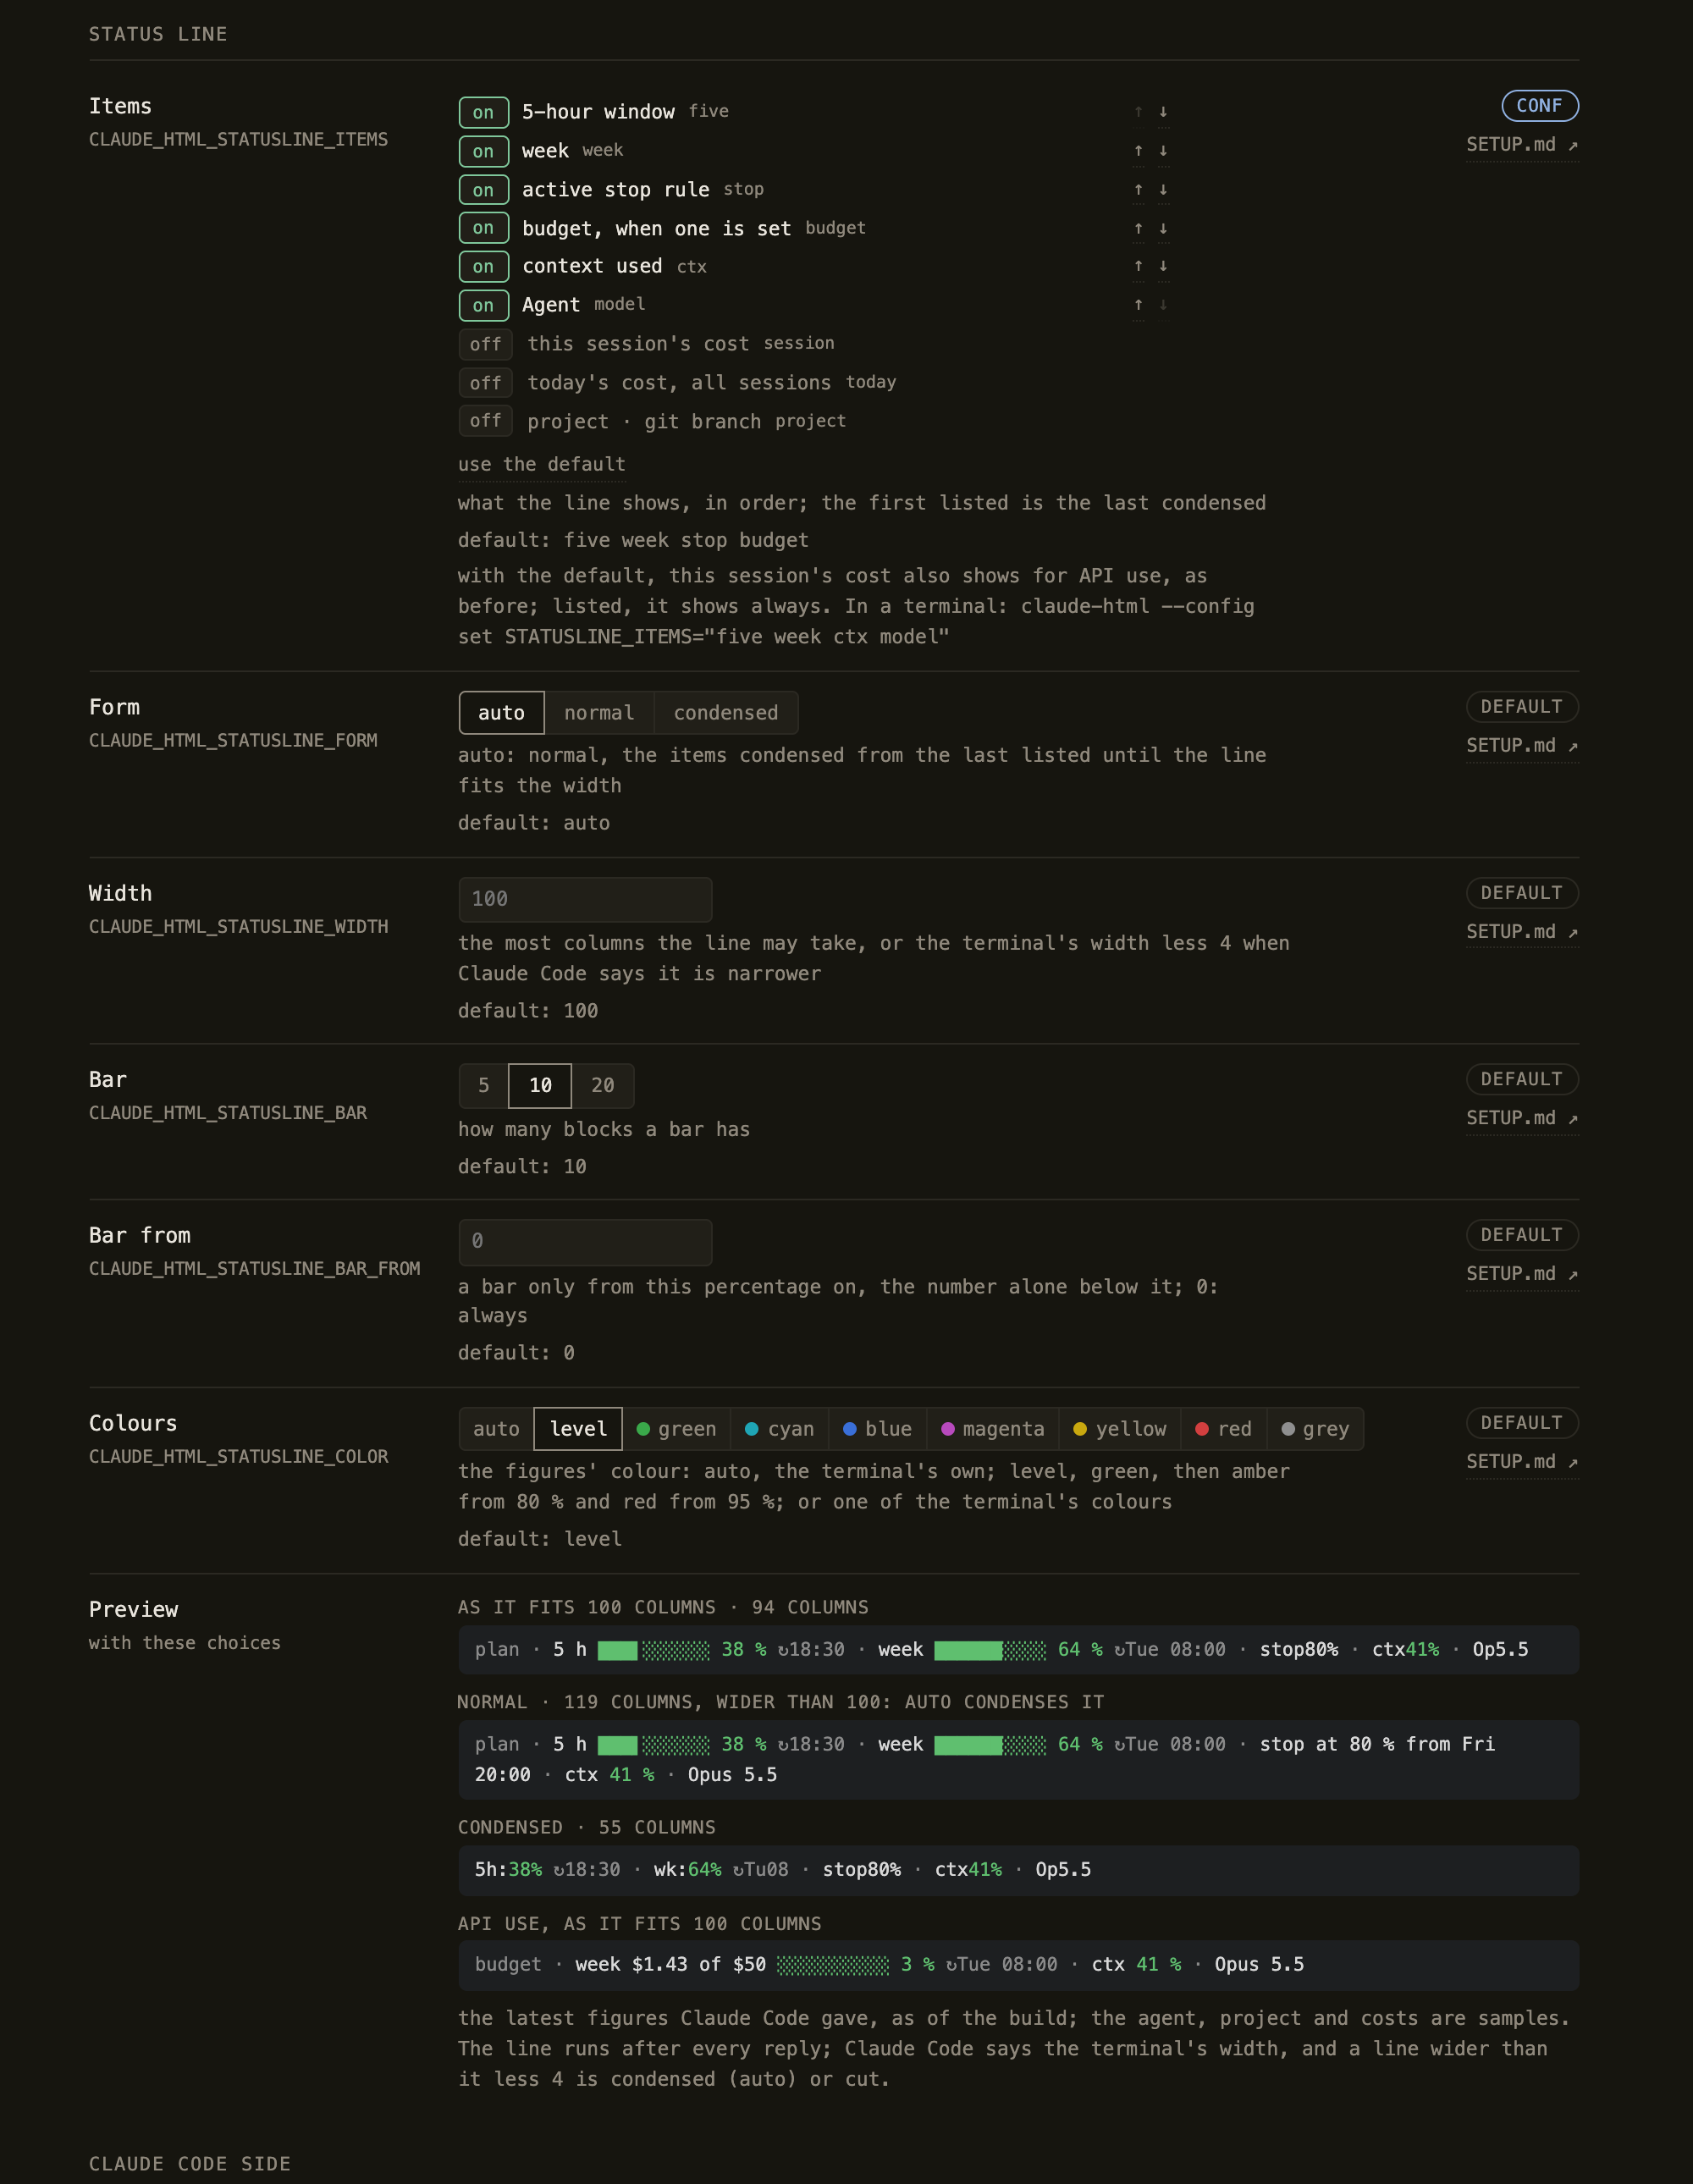 STATUS LINE
Items
CLAUDE_HTML_STATUSLINE_ITEMS
on 5-hour window five ↑ ↓
on week week ↑ ↓
on active stop rule stop ↑ ↓
on budget, when one is set budget ↑ ↓
on context used ctx ↑ ↓
on Agent model ↑ ↓
off this session's cost session
off today's cost, all sessions today
off project · git branch project
use the default
what the line shows, in order; the first listed is the last condensed
default: five week stop budget
with the default, this session's cost also shows for API use, as
before; listed, it shows always. In a terminal: claude-html --config
set STATUSLINE_ITEMS="five week ctx model"
CONF
SETUP.md ↗
Form
CLAUDE_HTML_STATUSLINE_FORM
auto normal condensed
auto: normal, the items condensed from the last listed until the line
fits the width
default: auto
DEFAULT
SETUP.md ↗
Width
CLAUDE_HTML_STATUSLINE_WIDTH
100
the most columns the line may take, or the terminal's width less 4 when
Claude Code says it is narrower
default: 100
DEFAULT
SETUP.md ↗
Bar
CLAUDE_HTML_STATUSLINE_BAR
5 10 20
how many blocks a bar has
default: 10
DEFAULT
SETUP.md ↗
Bar from
CLAUDE_HTML_STATUSLINE_BAR_FROM
0
a bar only from this percentage on, the number alone below it; 0:
always
default: 0
DEFAULT
SETUP.md ↗
Colours
CLAUDE_HTML_STATUSLINE_COLOR
auto level green cyan blue magenta yellow red grey
the figures' colour: auto, the terminal's own; level, green, then amber
from 80 % and red from 95 %; or one of the terminal's colours
default: level
DEFAULT
SETUP.md ↗
Preview
with these choices
AS IT FITS 100 COLUMNS · 94 COLUMNS
plan · 5 h ████░░░░░░ 38 % ↻18:30 · week ██████░░░░ 64 % ↻Tue 08:00 · stop80% · ctx41% · Op5.5
NORMAL · 119 COLUMNS, WIDER THAN 100: AUTO CONDENSES IT
plan · 5 h ████░░░░░░ 38 % ↻18:30 · week ██████░░░░ 64 % ↻Tue 08:00 · stop at 80 % from Fri
20:00 · ctx 41 % · Opus 5.5
CONDENSED · 55 COLUMNS
5h:38% ↻18:30 · wk:64% ↻Tu08 · stop80% · ctx41% · Op5.5
API USE, AS IT FITS 100 COLUMNS
budget · week $1.43 of $50 ░░░░░░░░░░ 3 % ↻Tue 08:00 · ctx 41 % · Opus 5.5
the latest figures Claude Code gave, as of the build; the agent, project and costs are samples.
The line runs after every reply; Claude Code says the terminal's width, and a line wider than
it less 4 is condensed (auto) or cut.
CLAUDE CODE SIDE